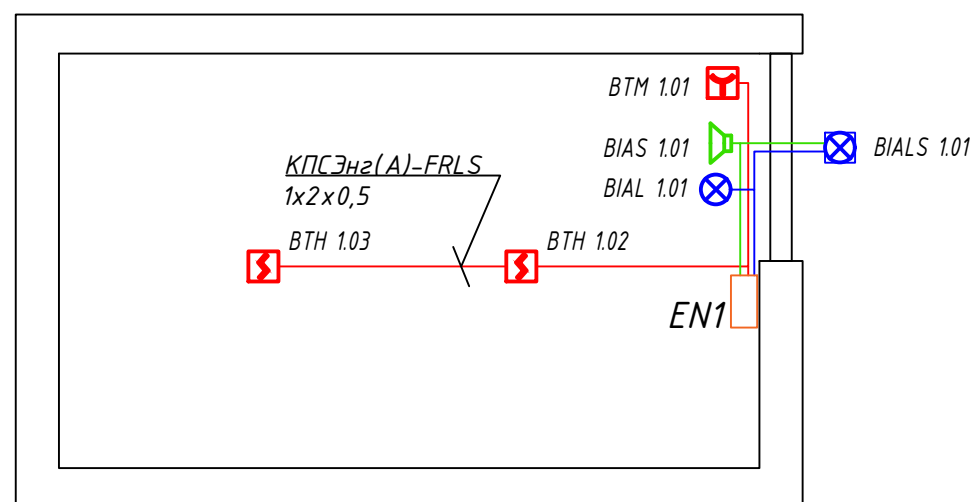 BTM 1.01
BIAS 1.01
BIALS 1.01
КПСЭнг(А)-FRLS
1x2x0,5
BIAL 1.01
BTH 1.03
BTH 1.02
EN1